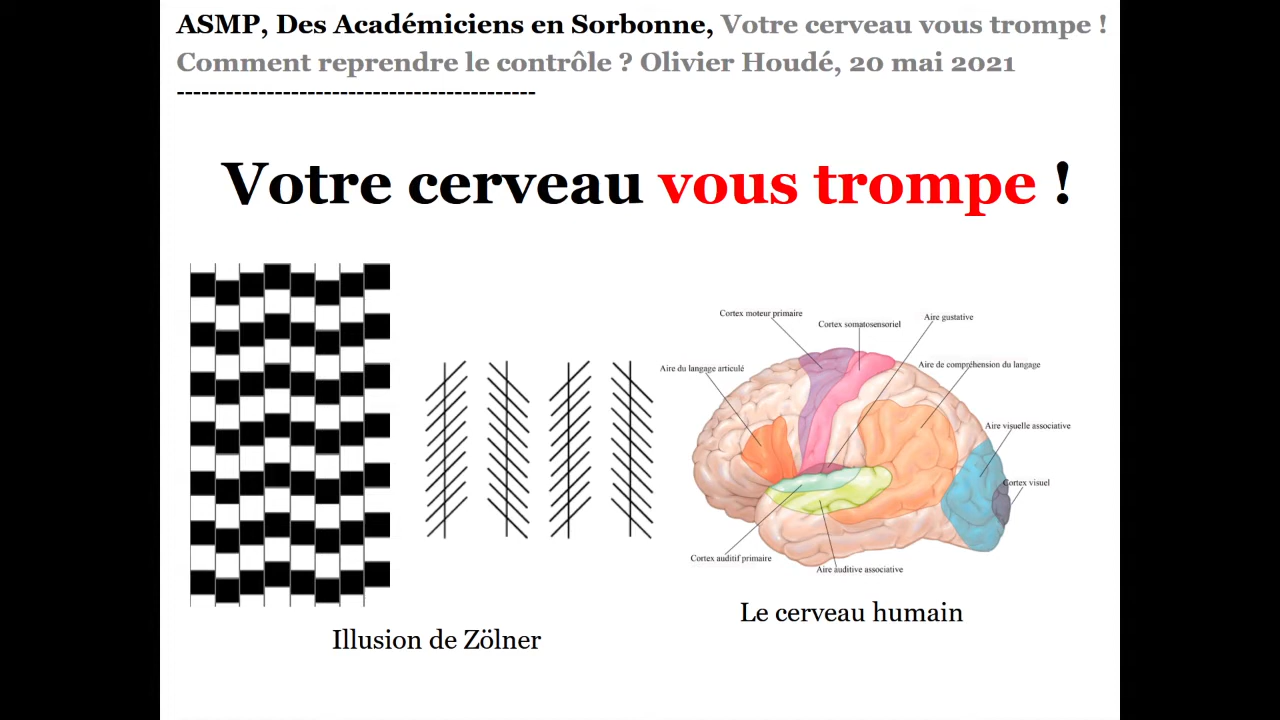 ASMP, Des Académiciens en Sorbonne, Votre cerveau vous trompe !
Comment reprendre le contrôle ? Olivier Houdé, 20 mai 2021
--------------------------------------------
Votre cerveau vous trompe !
Cortex moteur primaire
Cortex somatosensoriel
Aire gustative
Aire du langage articulé
Aire de compréhension du langage
Aire visuelle associative
Cortex visuel
Cortex auditif primaire
Aire auditive associative
Le cerveau humain
Illusion de Zölner